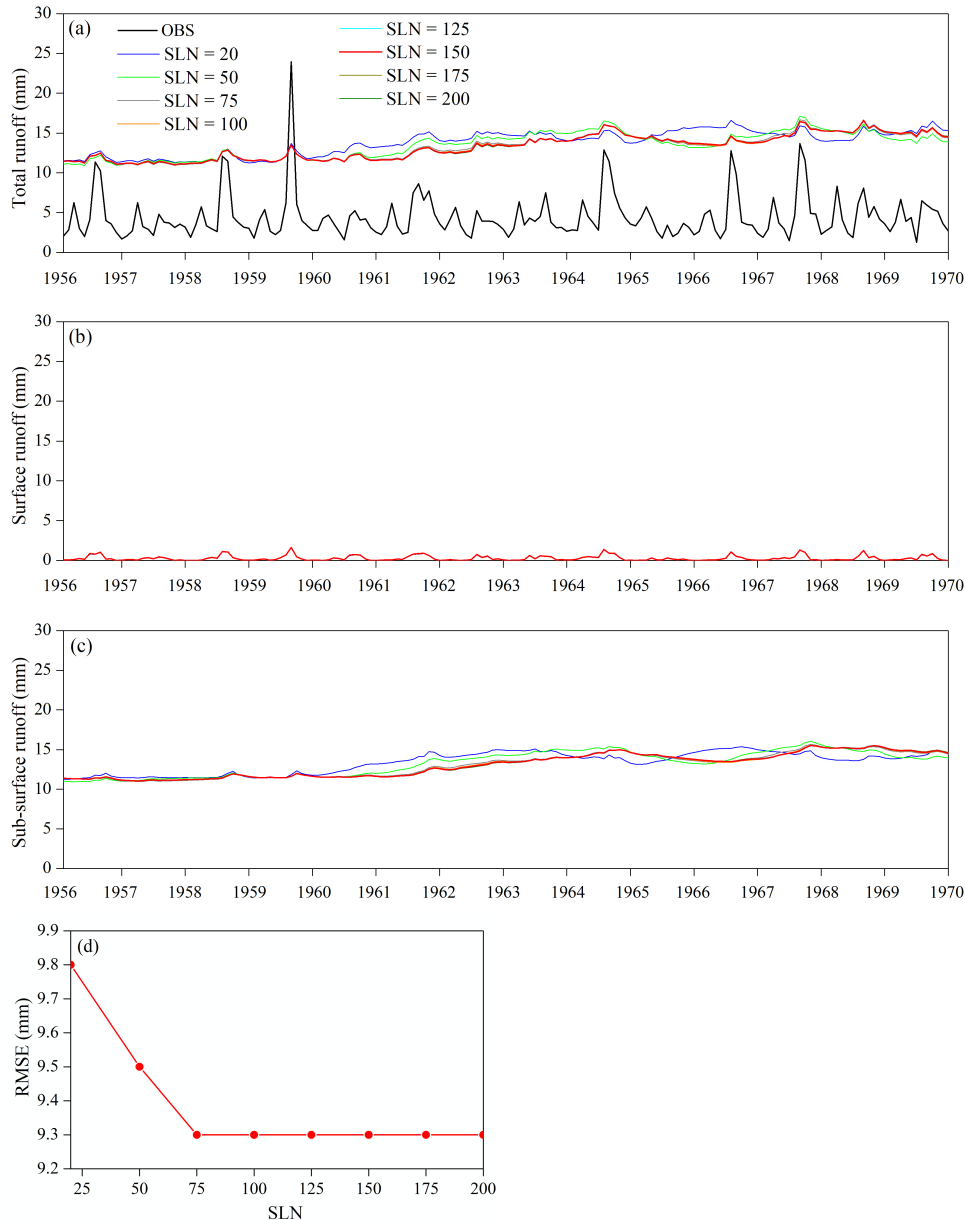 (a)
OBS
SLN = 20
SLN = 50
SLN = 75
SLN = 100
SLN = 125
SLN = 150
SLN = 175
SLN = 200
Total runoff (mm)
30
25
20
15
10
5
0
1956 1957 1958 1959 1960 1961 1962 1963 1964 1965 1966 1967 1968 1969 1970
(b)
Surface runoff (mm)
30
25
20
15
10
5
0
1956 1957 1958 1959 1960 1961 1962 1963 1964 1965 1966 1967 1968 1969 1970
(c)
Sub-surface runoff (mm)
30
25
20
15
10
5
0
1956 1957 1958 1959 1960 1961 1962 1963 1964 1965 1966 1967 1968 1969 1970
(d)
RMSE (mm)
9.9
9.8
9.7
9.6
9.5
9.4
9.3
9.2
25 50 75 100 125 150 175 200
SLN